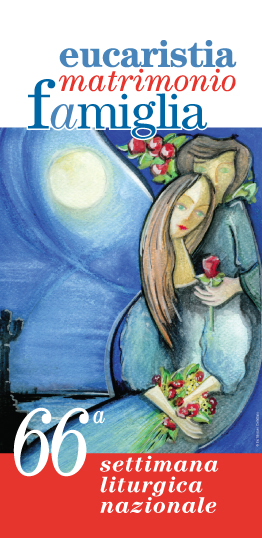 eucaristia
matrimonio
famiglia
66a
settimana
liturgica
nazionale